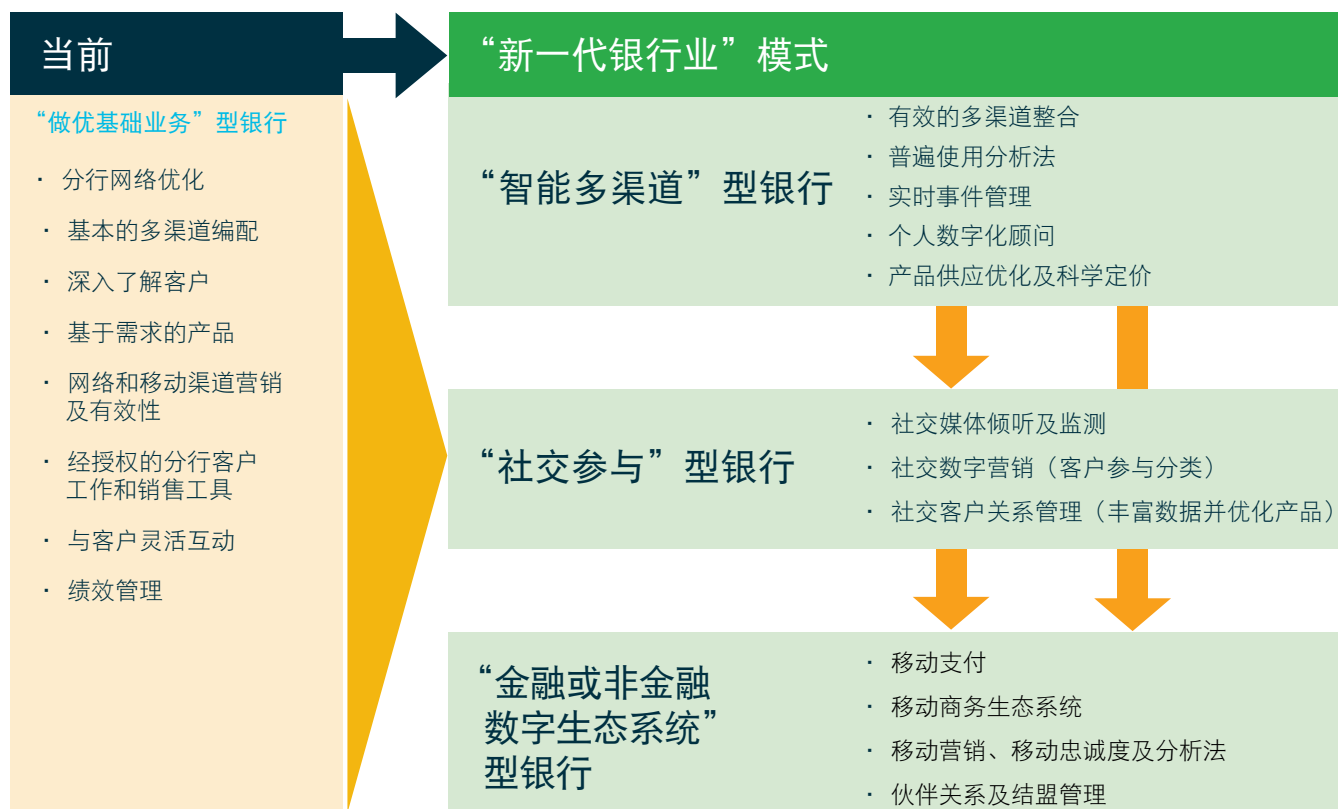 当前
“做优基础业务”型银行
· 分行网络优化
· 基本的多渠道编配
· 深入了解客户
· 基于需求的产品
· 网络和移动渠道营销
及有效性
· 经授权的分行客户
工作和销售工具
· 与客户灵活互动
· 绩效管理
“新一代银行业”模式
“智能多渠道”型银行
· 有效的多渠道整合
· 普遍使用分析法
· 实时事件管理
· 个人数字化顾问
· 产品供应优化及科学定价
“社交参与”型银行
· 社交媒体倾听及监测
· 社交数字营销（客户参与分类）
· 社交客户关系管理（丰富数据并优化产品）
“金融或非金融
数字生态系统”
型银行
· 移动支付
· 移动商务生态系统
· 移动营销、移动忠诚度及分析法
· 伙伴关系及结盟管理